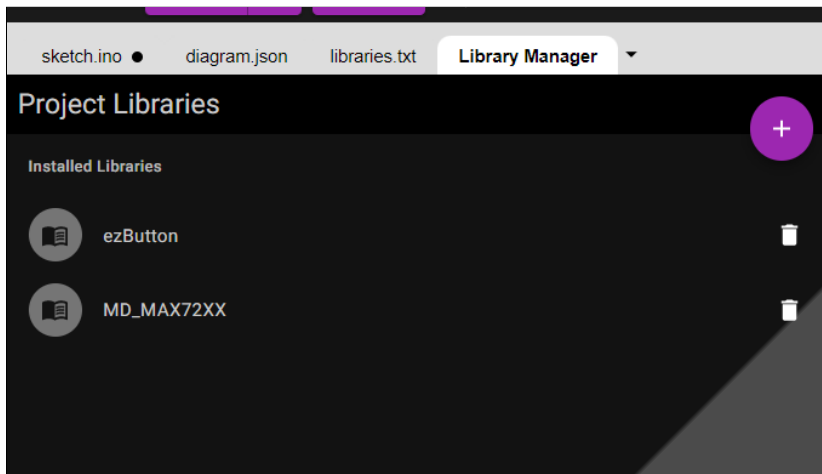 sketch.ino ● diagram.json libraries.txt Library Manager
Project Libraries
+
Installed Libraries
ezButton
MD_MAX72XX